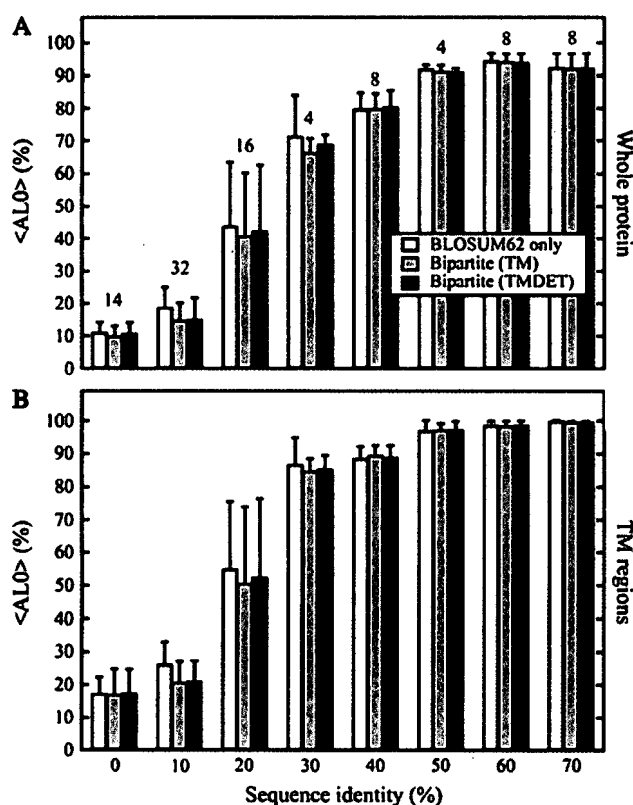 A
100
90
80
70
60
50
40
30
20
10
0
<AL0> (%)
14
32
16
4
8
4
8
8
Whole protein
BLOSUM62 only
Bipartite (TM)
Bipartite (TMDET)
B
100
90
80
70
60
50
40
30
20
10
0
<AL0> (%)
TM regions
0 10 20 30 40 50 60 70
Sequence identity (%)